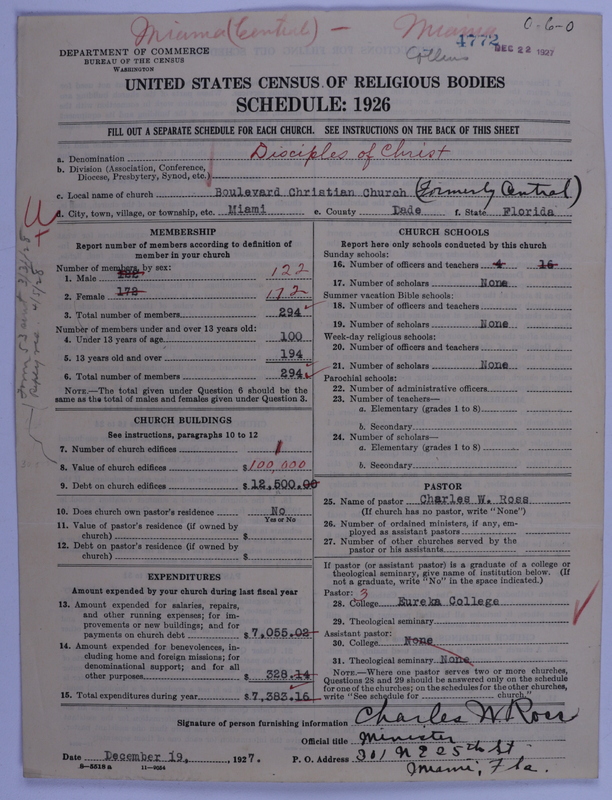 Miami (Central) - Miami
0-6-0
4772
DEC 22 1927
DEPARTMENT OF COMMERCE
BUREAU OF THE CENSUS
WASHINGTON
UNITED STATES CENSUS OF RELIGIOUS BODIES
SCHEDULE: 1926
FILL OUT A SEPARATE SCHEDULE FOR EACH CHURCH. SEE INSTRUCTIONS ON THE BACK OF THIS SHEET
a. Denomination Disciples of Christ
b. Division (Association, Conference, Diocese, Presbytery, Synod, etc.)
c. Local name of church Boulevard Christian Church (Formerly Central)
d. City, town, village, or township, etc. Miami e. County Dade f. State Florida
MEMBERSHIP
Report number of members according to definition of
member in your church
Number of members, by sex:
1. Male 122
2. Female 178 172
3. Total number of members 294
Number of members under and over 13 years old:
4. Under 13 years of age 100
5. 13 years old and over 194
6. Total number of members 294
NOTE.—The total given under Question 6 should be the
same as the total of males and females given under Question 3.
CHURCH BUILDINGS
See instructions, paragraphs 10 to 12
7. Number of church edifices 1
8. Value of church edifices $100,000
9. Debt on church edifices $12,500.00
10. Does church own pastor's residence? No
Yes or No
11. Value of pastor's residence (if owned by
church) $
12. Debt on pastor's residence (if owned by
church) $
EXPENDITURES
Amount expended by your church during last fiscal year
13. Amount expended for salaries, repairs,
and other running expenses; for im-
provements or new buildings; and for
payments on church debt $7,055.02
14. Amount expended for benevolences, in-
cluding home and foreign missions; for
denominational support; and for all
other purposes $328.14
15. Total expenditures during year $7,383.16
CHURCH SCHOOLS
Report here only schools conducted by this church
Sunday schools:
16. Number of officers and teachers 4 16
17. Number of scholars None
Summer vacation Bible schools:
18. Number of officers and teachers
19. Number of scholars None
Week-day religious schools:
20. Number of officers and teachers
21. Number of scholars None
Parochial schools:
22. Number of administrative officers
23. Number of teachers—
a. Elementary (grades 1 to 8)
b. Secondary
24. Number of scholars—
a. Elementary (grades 1 to 8)
b. Secondary
PASTOR
25. Name of pastor Charles W. Ross
(If church has no pastor, write "None")
26. Number of ordained ministers, if any, em-
ployed as assistant pastors
27. Number of other churches served by the
pastor or his assistants
If pastor (or assistant pastor) is a graduate of a college or
theological seminary, give name of institution below. (If
not a graduate, write "No" in the space indicated.)
Pastor: 3
28. College Eureka College
29. Theological seminary
Assistant pastor:
30. College None
31. Theological seminary None
NOTE.—Where one pastor serves two or more churches,
Questions 28 and 29 should be answered only on the schedule
for one of the churches; on the schedules for the other churches,
write "See schedule for church."
Signature of person furnishing information Charles W. Ross
Official title Minister
Date December 19, 1927. P. O. Address 301 N E 25th St
Miami, Fla.
8-5516 a 11-9054